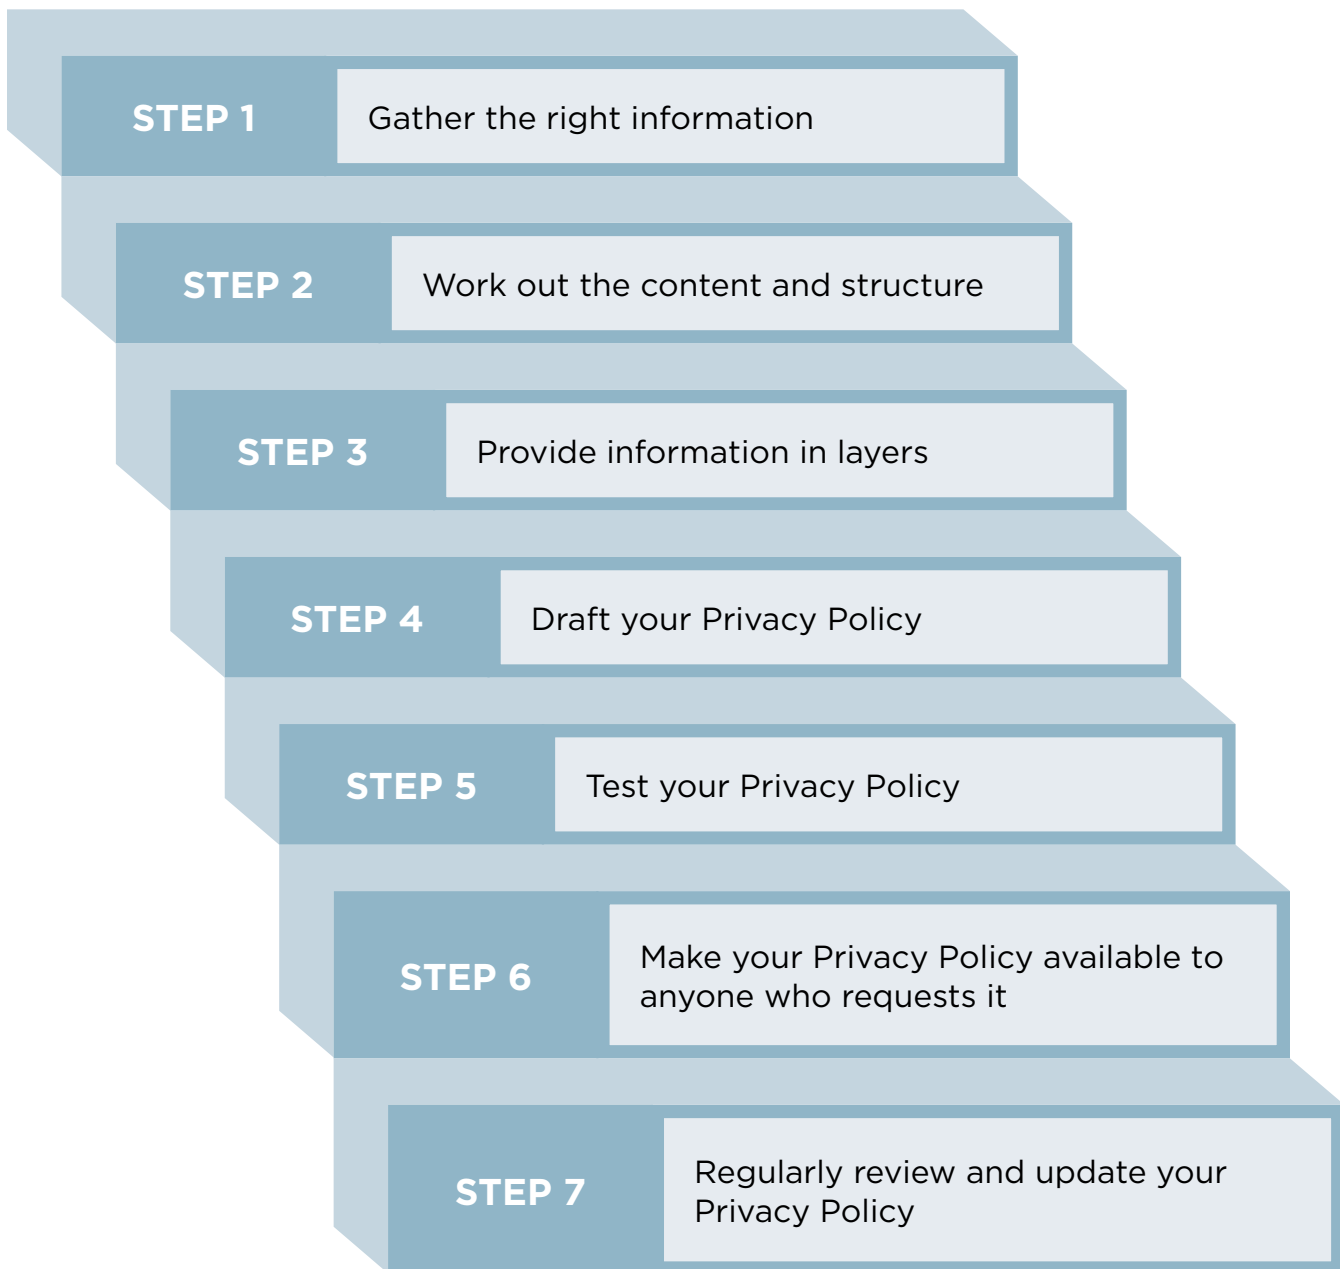 STEP 1
Gather the right information
STEP 2
Work out the content and structure
STEP 3
Provide information in layers
STEP 4
Draft your Privacy Policy
STEP 5
Test your Privacy Policy
STEP 6
Make your Privacy Policy available to
anyone who requests it
STEP 7
Regularly review and update your
Privacy Policy